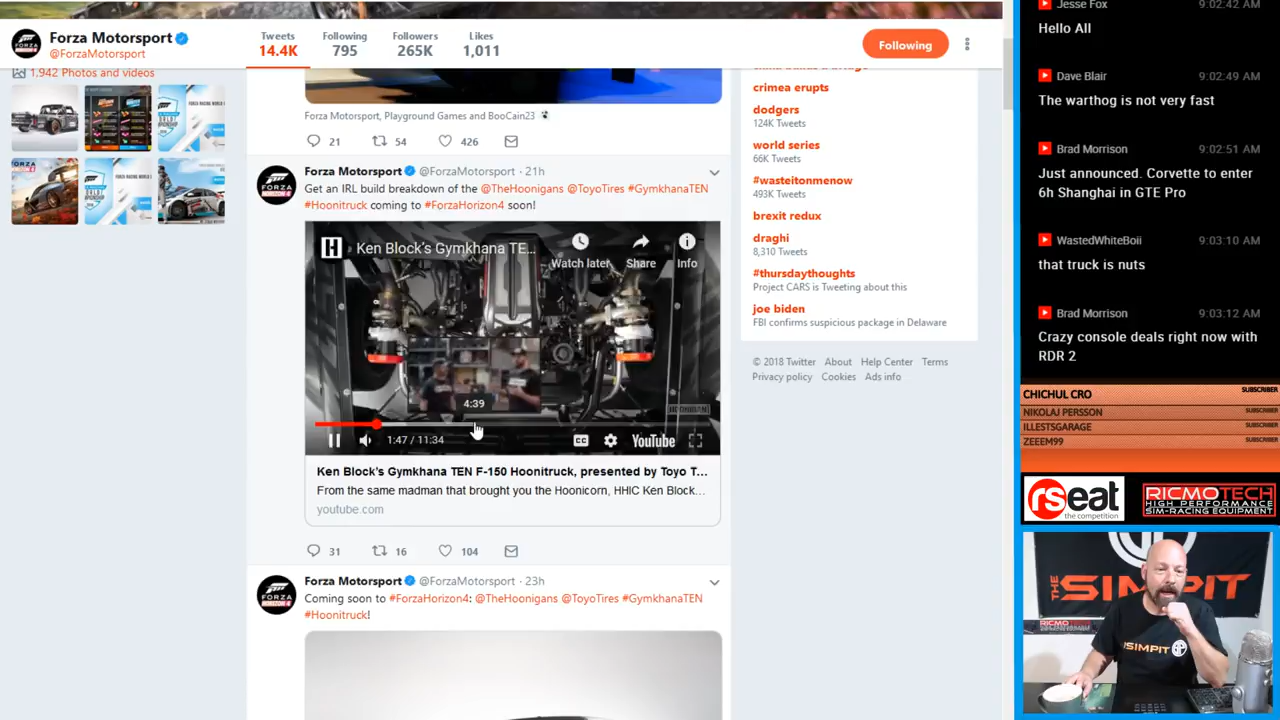 Forza Motorsport
@ForzaMotorsport
Tweets
14.4K
Following
795
Followers
265K
Likes
1,011
Following
1,942 Photos and videos
Forza Motorsport, Playground Games and BooCain23
21
54
426
Forza Motorsport @ForzaMotorsport · 21h
Get an IRL build breakdown of the @TheHoonigans @ToyoTires #GymkhanaTEN
#Hoonitruck coming to #ForzaHorizon4 soon!
H
Ken Block's Gymkhana TE...
Watch later
Share
Info
4:39
HOONIGAN
1:47 / 11:34
CC
YouTube
Ken Block's Gymkhana TEN F-150 Hoonitruck, presented by Toyo T...
From the same madman that brought you the Hoonicorn, HHIC Ken Block...
youtube.com
31
16
104
Forza Motorsport @ForzaMotorsport · 23h
Coming soon to #ForzaHorizon4: @TheHoonigans @ToyoTires #GymkhanaTEN
#Hoonitruck!
crimea erupts
dodgers
124K Tweets
world series
66K Tweets
#wasteitonmenow
493K Tweets
brexit redux
draghi
8,310 Tweets
#thursdaythoughts
Project CARS is Tweeting about this
joe biden
FBI confirms suspicious package in Delaware
© 2018 Twitter About Help Center Terms
Privacy policy Cookies Ads info
Jesse Fox 9:02:42 AM
Hello All
Dave Blair 9:02:49 AM
The warthog is not very fast
Brad Morrison 9:02:51 AM
Just announced. Corvette to enter
6h Shanghai in GTE Pro
WastedWhiteBoii 9:03:10 AM
that truck is nuts
Brad Morrison 9:03:12 AM
Crazy console deals right now with
RDR 2
CHICHUL CRO SUBSCRIBER
NIKOLAJ PERSSON SUBSCRIBER
ILLESTSGARAGE SUBSCRIBER
ZEEEM99 SUBSCRIBER
rseat
the competition
RICMOTECH
HIGH PERFORMANCE
SIM-RACING EQUIPMENT
THE SIMPIT
RICMOTECH
SIMPIT